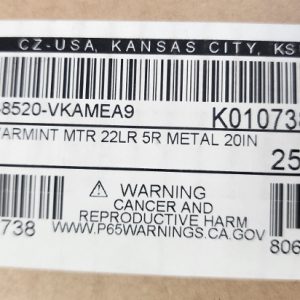 CZ-USA, KANSAS CITY, KS
8520-VKAMEA9
K010738
ARMINT MTR 22LR 5R METAL 20IN
25
WARNING
CANCER AND
REPRODUCTIVE HARM
WWW.P65WARNINGS.CA.GOV
738
806